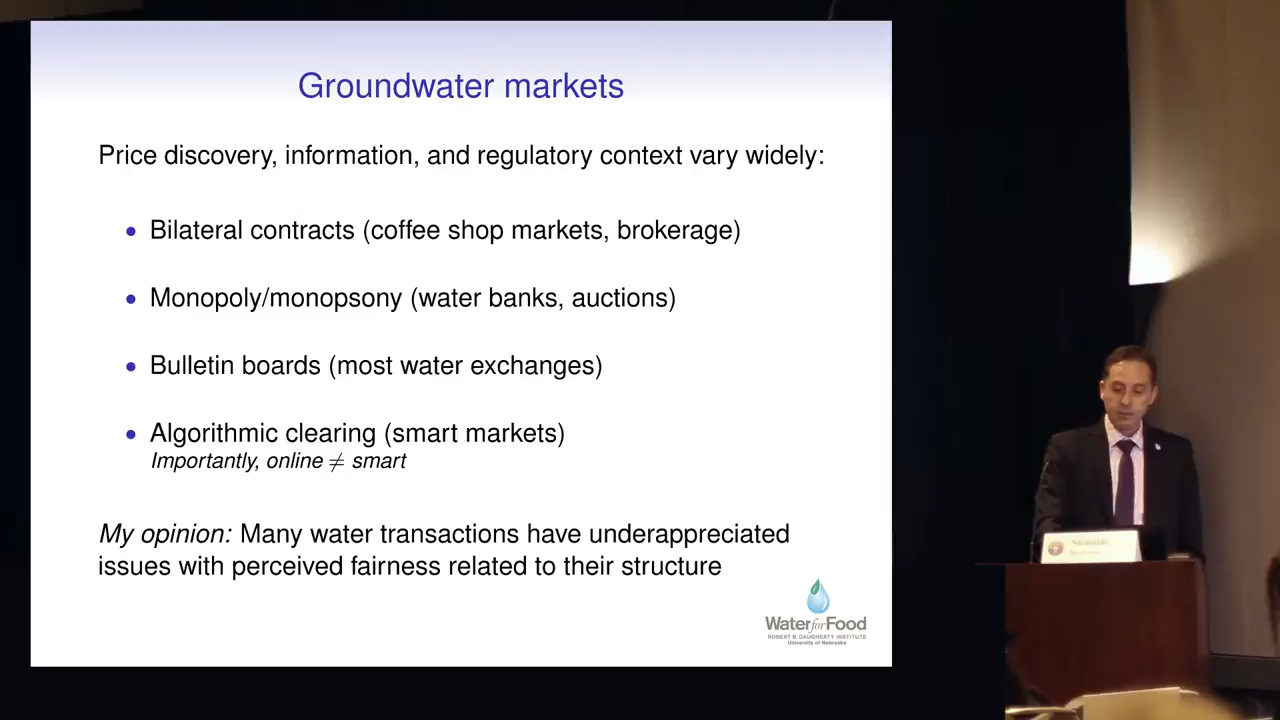 Groundwater markets
Price discovery, information, and regulatory context vary widely:
• Bilateral contracts (coffee shop markets, brokerage)
• Monopoly/monopsony (water banks, auctions)
• Bulletin boards (most water exchanges)
• Algorithmic clearing (smart markets)
Importantly, online ≠ smart
My opinion: Many water transactions have underappreciated
issues with perceived fairness related to their structure
Water for Food
ROBERT B. DAUGHERTY INSTITUTE
University of Nebraska
Nicholas